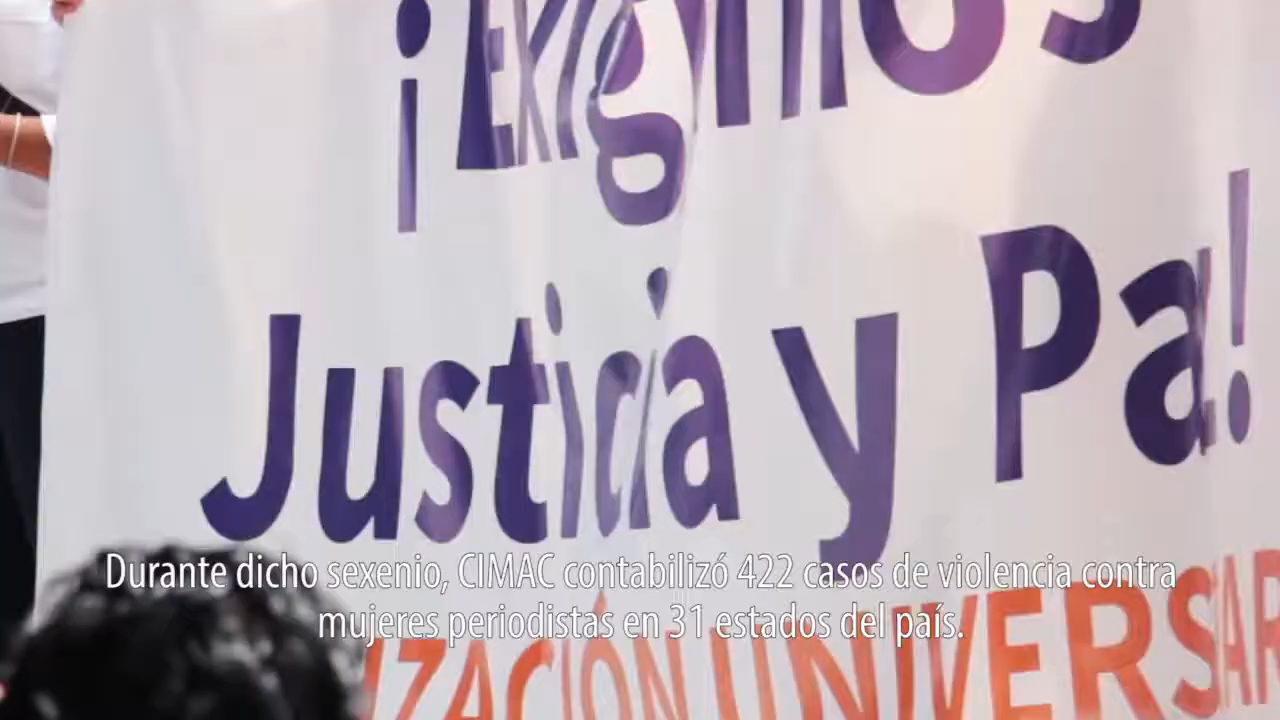 ¡Exigimos
Justicia y Paz!
Durante dicho sexenio, CIMAC contabilizó 422 casos de violencia contra
mujeres periodistas en 31 estados del país.